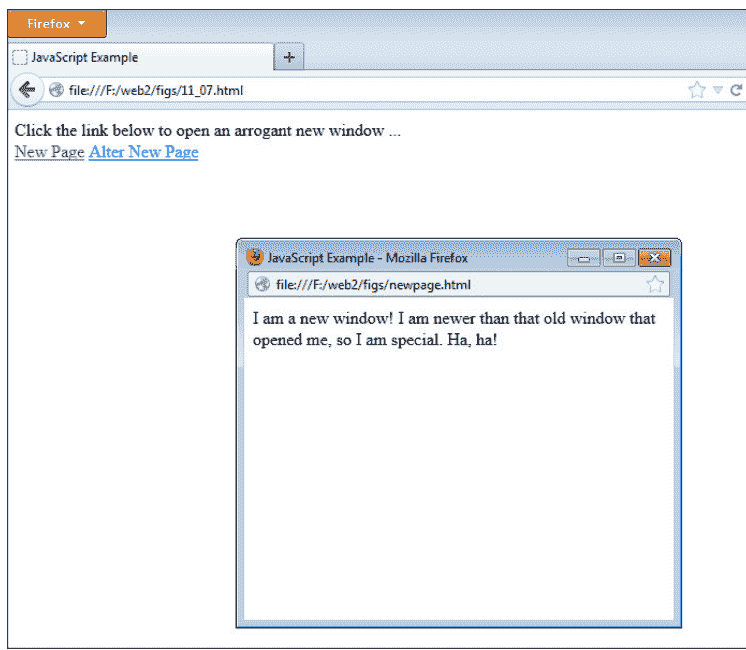 Firefox
JavaScript Example
file:///F:/web2/figs/11_07.html
Click the link below to open an arrogant new window ...
New Page Alter New Page
JavaScript Example - Mozilla Firefox
file:///F:/web2/figs/newpage.html
I am a new window! I am newer than that old window that
opened me, so I am special. Ha, ha!